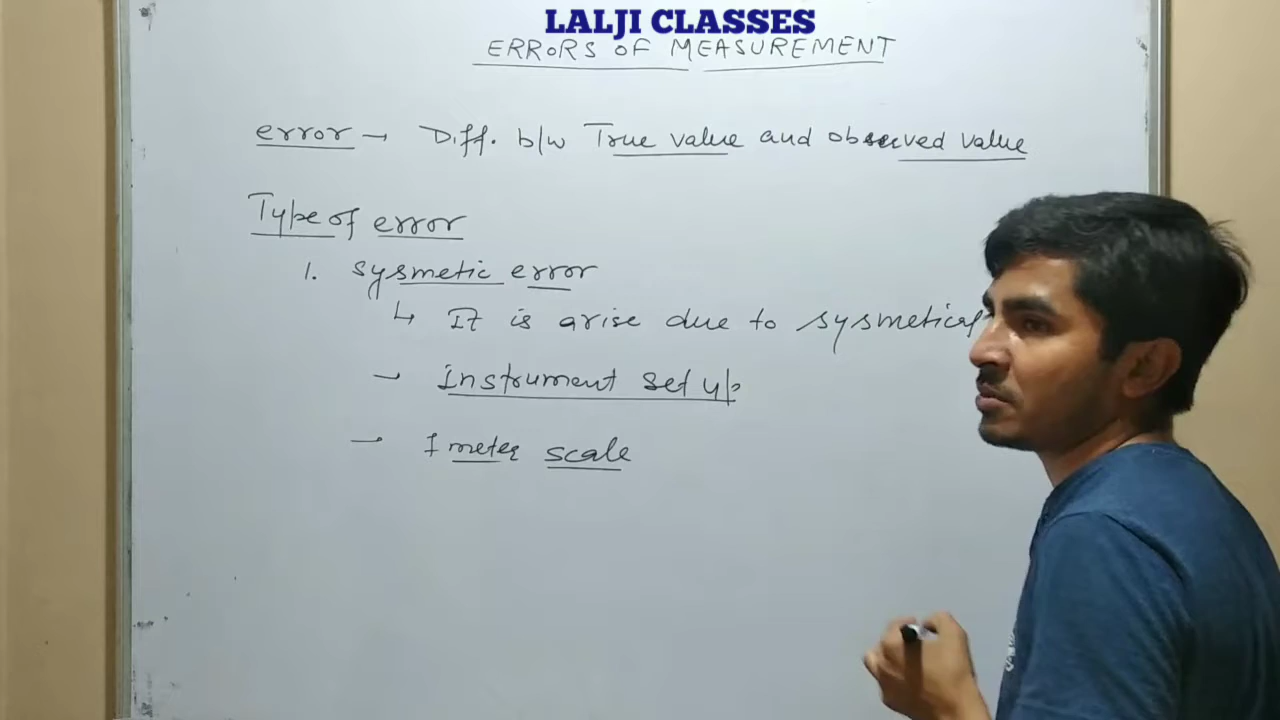 LALJI CLASSES
ERRORS OF MEASUREMENT
error → Diff. b/w True value and observed value
Type of error
1. sysmetic error
↳ It is arise due to sysmetical
→ Instrument set up
→ 1 meter scale